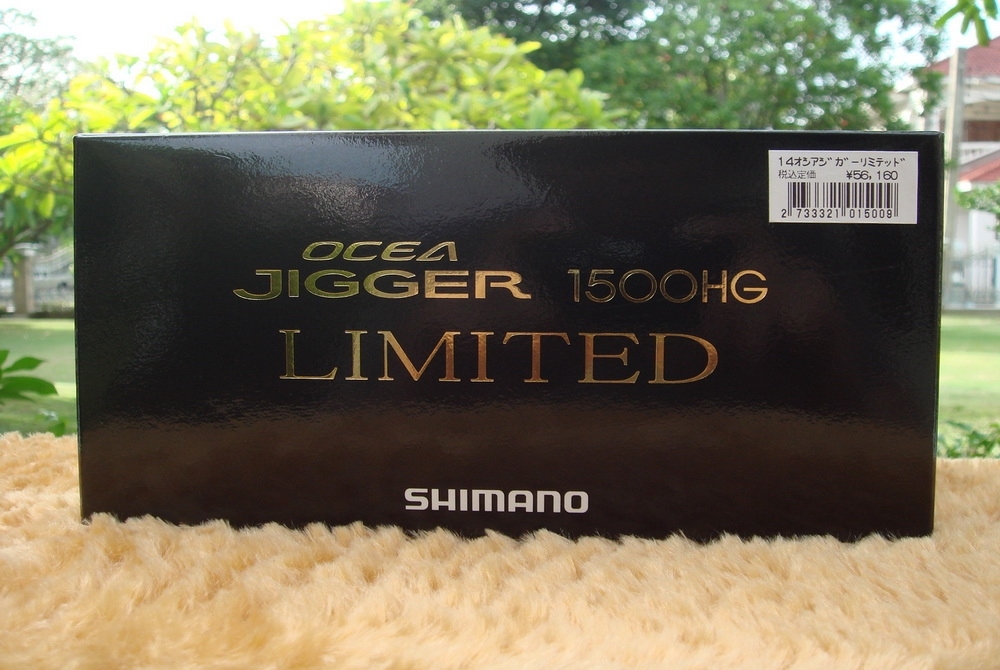 14オシアジガーリミテッド
税込定価 ¥56,160
2 733321 015009
OCEA
JIGGER 1500HG
LIMITED
SHIMANO